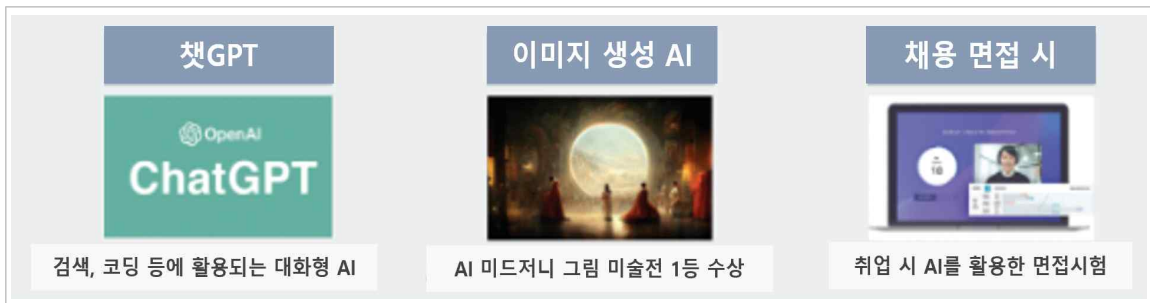 챗GPT
이미지 생성 AI
채용 면접 시
OpenAI
ChatGPT
18
검색, 코딩 등에 활용되는 대화형 AI
AI 미드저니 그림 미술전 1등 수상
취업 시 AI를 활용한 면접시험